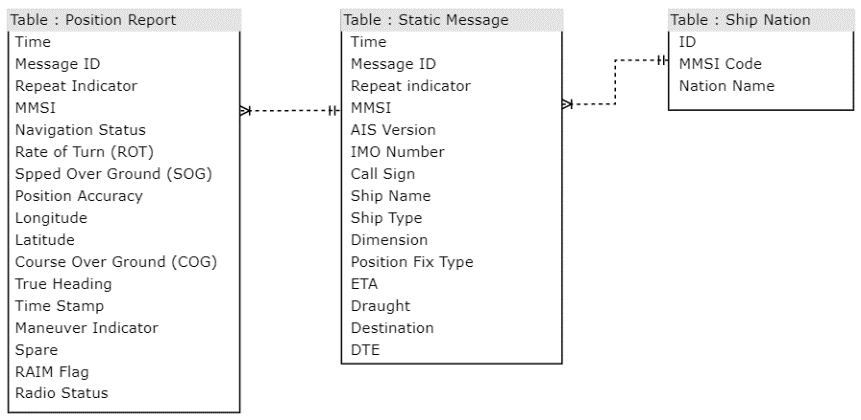 Table : Position Report
Time
Message ID
Repeat Indicator
MMSI
Navigation Status
Rate of Turn (ROT)
Spped Over Ground (SOG)
Position Accuracy
Longitude
Latitude
Course Over Ground (COG)
True Heading
Time Stamp
Maneuver Indicator
Spare
RAIM Flag
Radio Status
Table : Static Message
Time
Message ID
Repeat indicator
MMSI
AIS Version
IMO Number
Call Sign
Ship Name
Ship Type
Dimension
Position Fix Type
ETA
Draught
Destination
DTE
Table : Ship Nation
ID
MMSI Code
Nation Name